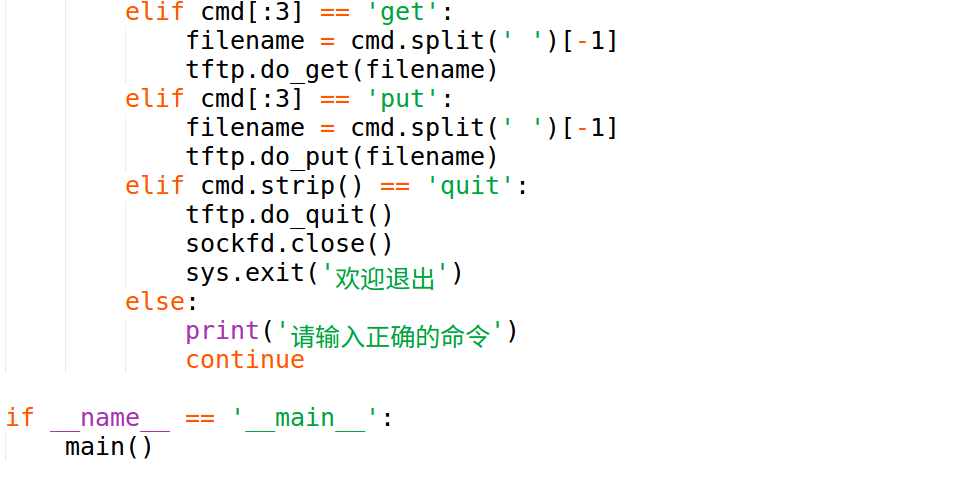 elif cmd[:3] == 'get':
            filename = cmd.split(' ')[-1]
            tftp.do_get(filename)
        elif cmd[:3] == 'put':
            filename = cmd.split(' ')[-1]
            tftp.do_put(filename)
        elif cmd.strip() == 'quit':
            tftp.do_quit()
            sockfd.close()
            sys.exit('欢迎退出')
        else:
            print('请输入正确的命令')
            continue

if __name__ == '__main__':
    main()